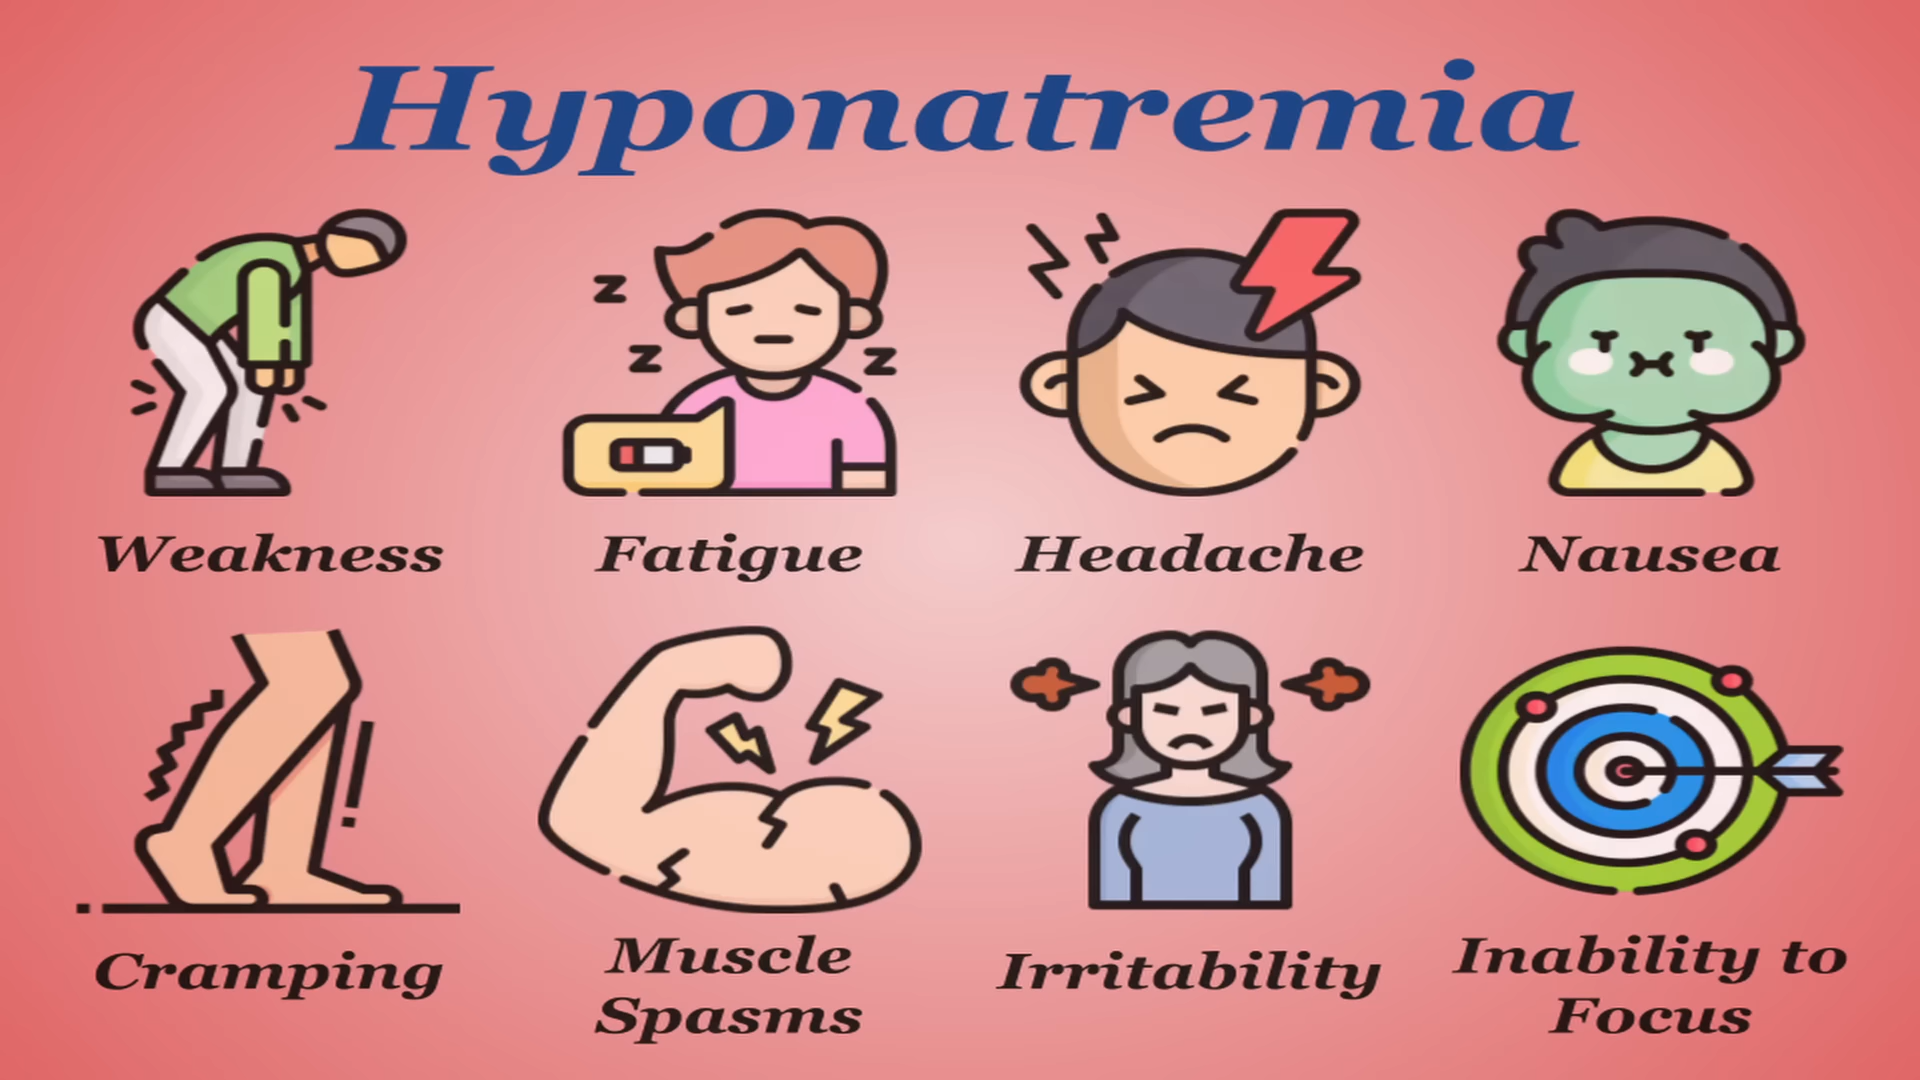 Hyponatremia
z
z
z
Weakness
Fatigue
Headache
Nausea
Cramping
Muscle
Spasms
Irritability
Inability to
Focus